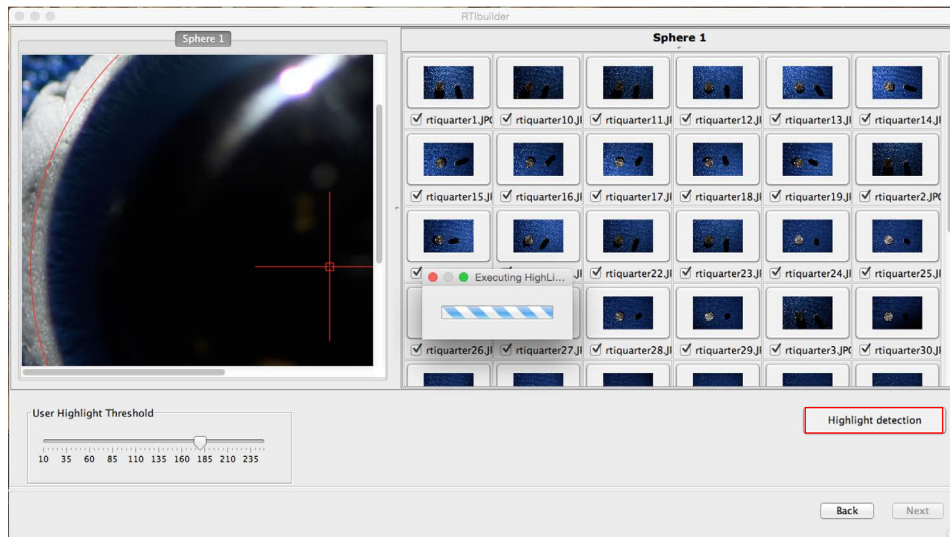 RTIbuilder
Sphere 1
Sphere 1
rtiquarter1.JPG rtiquarter10.JI rtiquarter11.JI rtiquarter12.JI rtiquarter13.JI rtiquarter14.JI
rtiquarter15.JI rtiquarter16.JI rtiquarter17.JI rtiquarter18.JI rtiquarter19.JI rtiquarter2.JPG
rtiquarter22.JI rtiquarter23.JI rtiquarter24.JI rtiquarter25.JI
Executing HighLi...
rtiquarter26.JI rtiquarter27.JI rtiquarter28.JI rtiquarter29.JI rtiquarter3.JPG rtiquarter30.JI
User Highlight Threshold
10 35 60 85 110 135 160 185 210 235
Highlight detection
Back Next